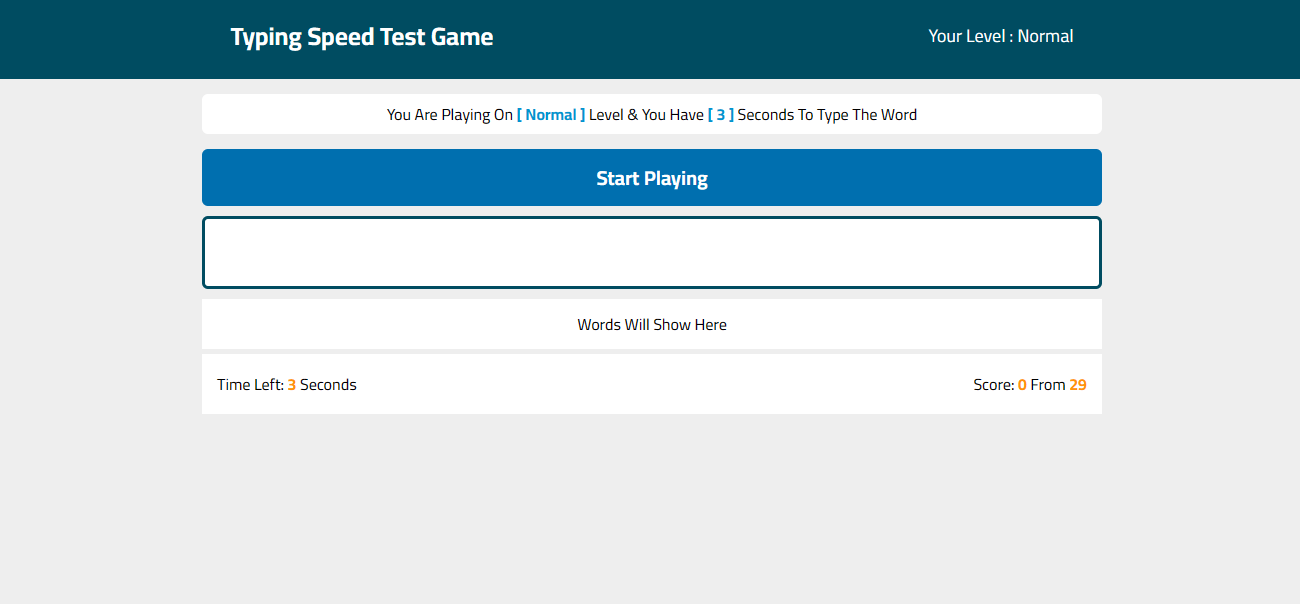 Typing Speed Test Game
Your Level : Normal
You Are Playing On [ Normal ] Level & You Have [ 3 ] Seconds To Type The Word
Start Playing
Words Will Show Here
Time Left: 3 Seconds
Score: 0 From 29